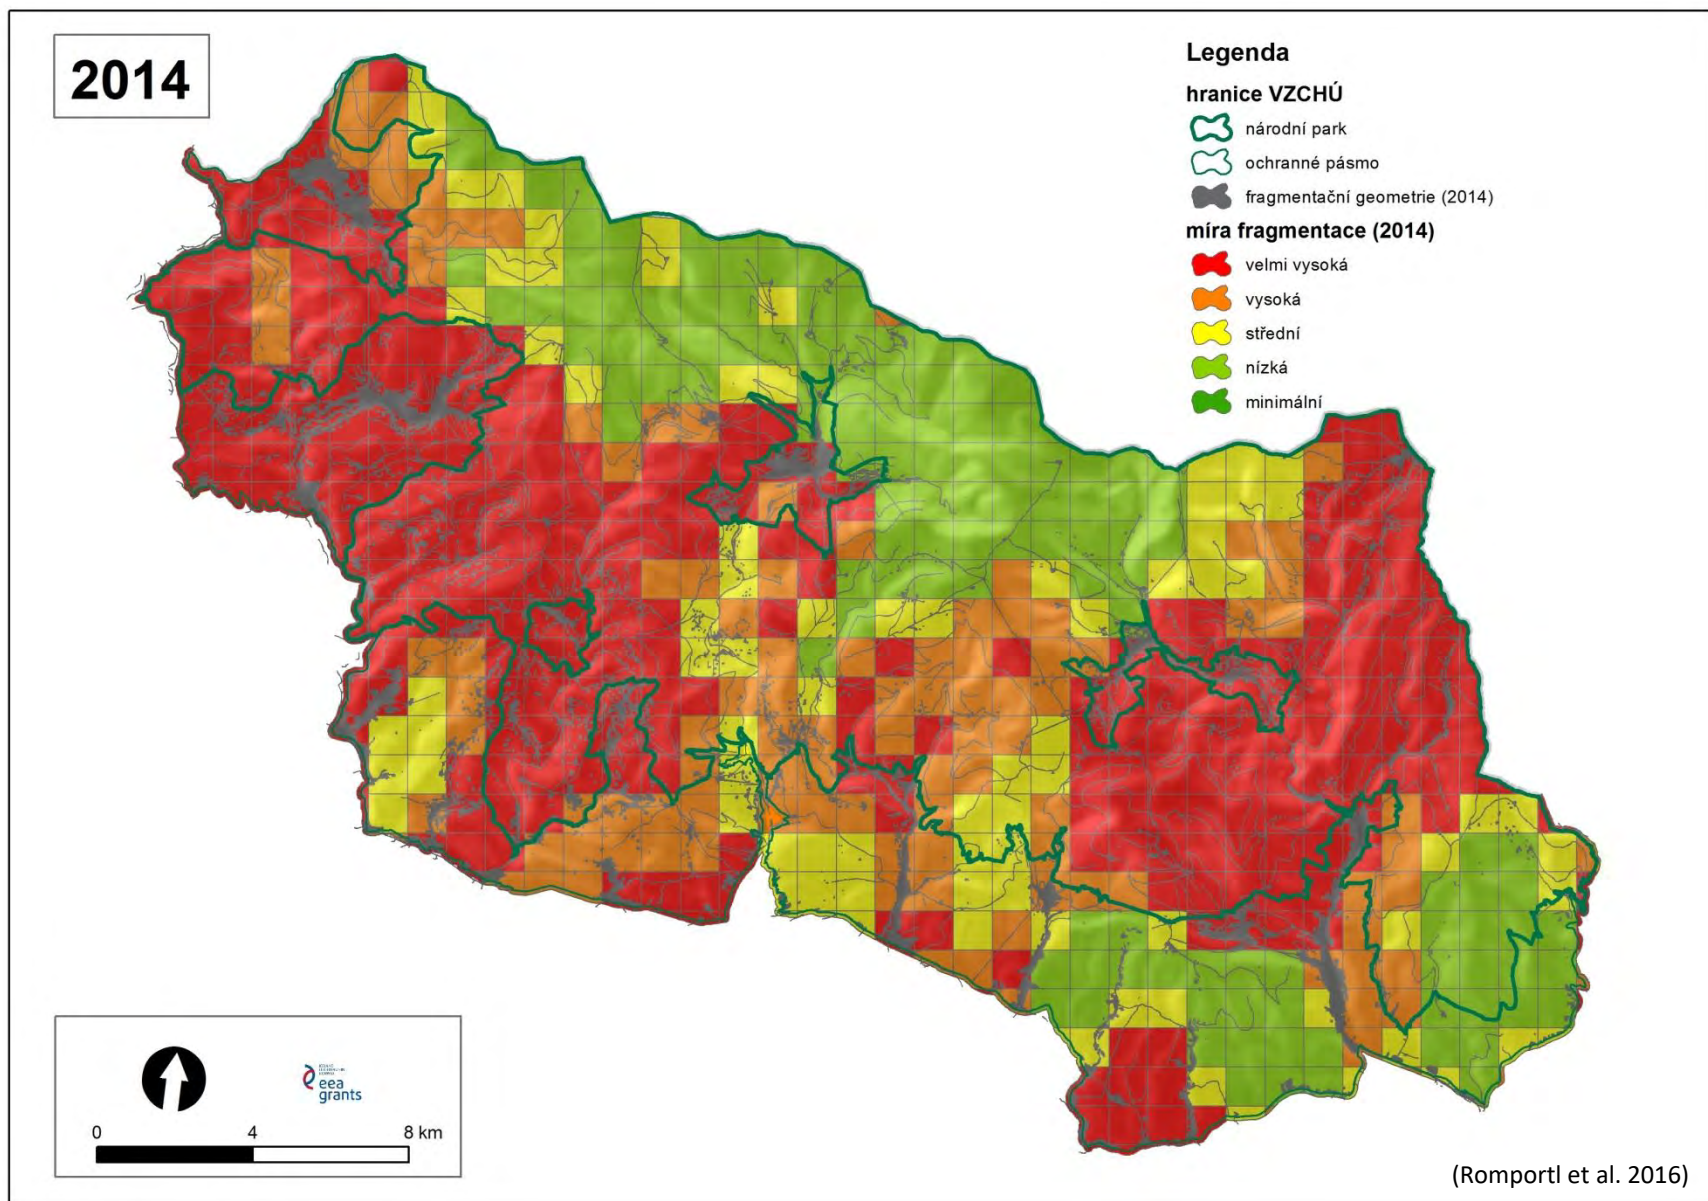 2014
Legenda
hranice VZCHÚ
národní park
ochranné pásmo
fragmentační geometrie (2014)
míra fragmentace (2014)
velmi vysoká
vysoká
střední
nízká
minimální
eea
grants
0 4 8 km
(Romportl et al. 2016)